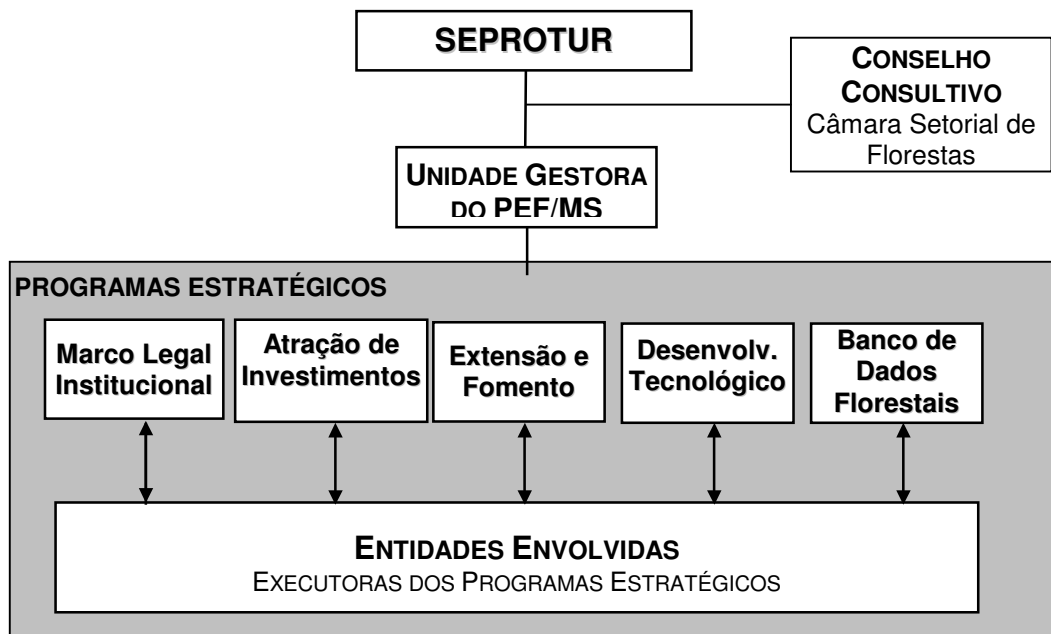 SEPROTUR
CONSELHO
CONSULTIVO
Câmara Setorial de
Florestas
UNIDADE GESTORA
DO PEF/MS
PROGRAMAS ESTRATÉGICOS
Marco Legal
Institucional
Atração de
Investimentos
Extensão e
Fomento
Desenvolv.
Tecnológico
Banco de
Dados
Florestais
ENTIDADES ENVOLVIDAS
EXECUTORAS DOS PROGRAMAS ESTRATÉGICOS